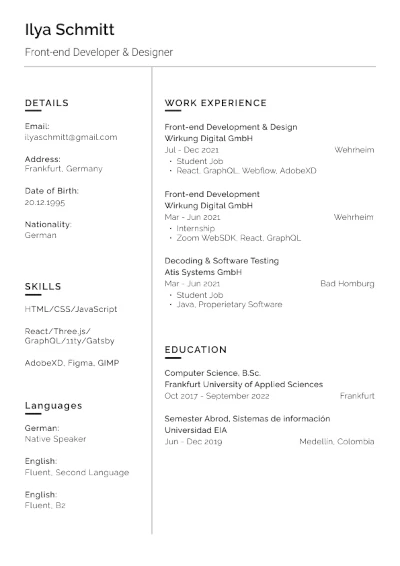 Ilya Schmitt
Front-end Developer & Designer
DETAILS
Email:
ilyaschmitt@gmail.com
Address:
Frankfurt, Germany
Date of Birth:
20.12.1995
Nationality:
German
SKILLS
HTML/CSS/JavaScript
React/Three.js/
GraphQL/11ty/Gatsby
AdobeXD, Figma, GIMP
Languages
German:
Native Speaker
English:
Fluent, Second Language
English:
Fluent, B2
WORK EXPERIENCE
Front-end Development & Design
Wirkung Digital GmbH
Jul - Dec 2021 Wehrheim
• Student Job
• React, GraphQL, Webflow, AdobeXD
Front-end Development
Wirkung Digital GmbH
Mar - Jun 2021 Wehrheim
• Internship
• Zoom WebSDK, React, GraphQL
Decoding & Software Testing
Atis Systems GmbH
Mar - Jun 2021 Bad Homburg
• Student Job
• Java, Properietary Software
EDUCATION
Computer Science, B.Sc.
Frankfurt University of Applied Sciences
Oct 2017 - September 2022 Frankfurt
Semester Abrod, Sistemas de información
Universidad EIA
Jun - Dec 2019 Medellin, Colombia